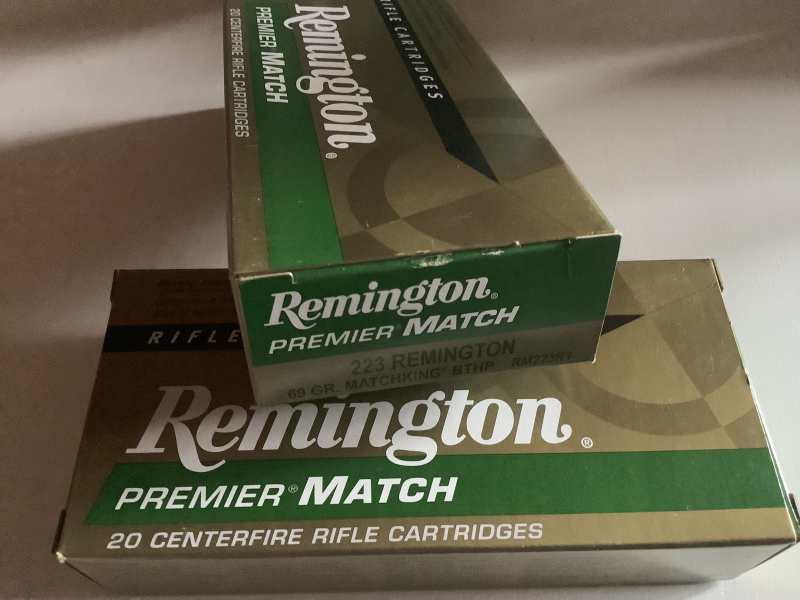 RIFLE CARTRIDGES
Remington®
PREMIER MATCH
20 CENTERFIRE RIFLE CARTRIDGES
Remington®
PREMIER® MATCH
223 REMINGTON
69 GR. MATCHKING® BTHP RM223R1
RIFLE
Remington®
PREMIER® MATCH
20 CENTERFIRE RIFLE CARTRIDGES